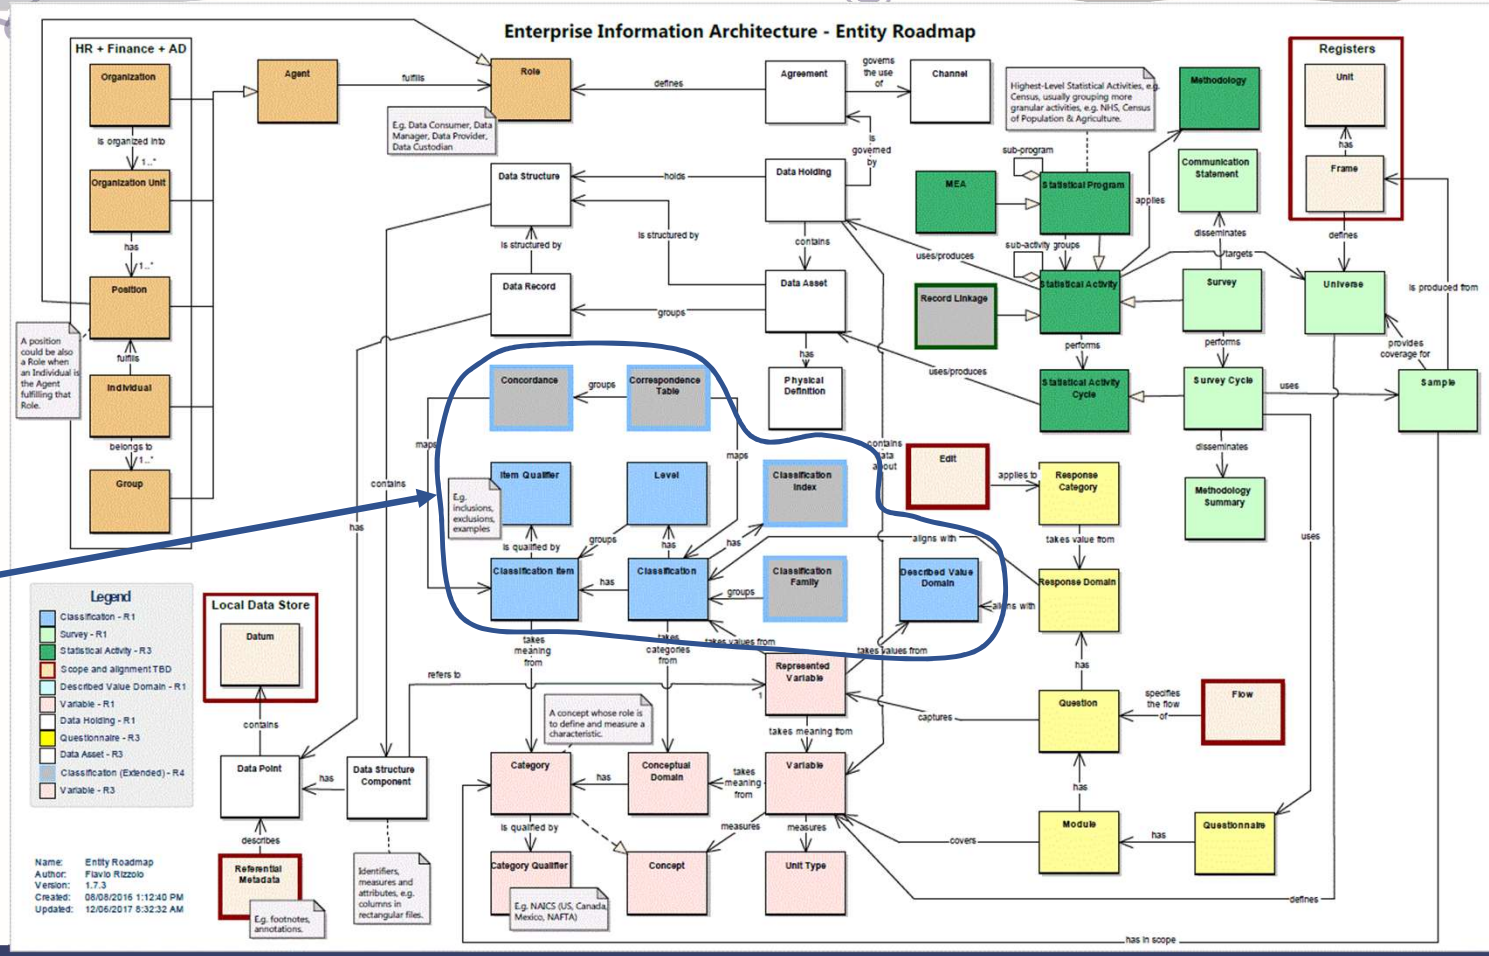 Enterprise Information Architecture - Entity Roadmap
HR + Finance + AD
Organization
is organized into
1..*
Organization Unit
has
1..*
Position
fulfills
Individual
belongs to
1..*
Group
A position
could be also
a Role when
an Individual is
the Agent
fulfilling that
Role.
Agent
fulfills
Role
E.g. Data Consumer, Data
Manager, Data Provider,
Data Custodian
defines
Agreement
governs
the use
of
Channel
is
governed
by
Data Structure
holds
Data Holding
is structured by
is structured by
contains
Data Record
groups
Data Asset
has
Physical
Definition
Highest-Level Statistical Activities, e.g.
Census, usually grouping more
granular activities, e.g. NHS, Census
of Population & Agriculture.
sub-program
MEA
Statistical Program
sub-activity groups
uses/produces
Record Linkage
Statistical Activity
performs
uses/produces
Statistical Activity
Cycle
applies
Methodology
Communication
Statement
disseminates
targets
Survey
performs
Survey Cycle
uses
disseminates
Methodology
Summary
Registers
Unit
has
Frame
defines
Universe
is produced from
provides
coverage for
Sample
Concordance
groups
Correspondence
Table
maps
maps
Item Qualifier
E.g.
inclusions,
exclusions,
examples
is qualified by
Level
groups
has
Classification
Index
has
Classification Item
has
Classification
groups
Classification
Family
Described Value
Domain
aligns with
aligns with
contains
data
about
contains
has
Edit
applies to
Response
Category
takes value from
Response Domain
has
Question
specifies
the flow
of
Flow
has
Module
has
Questionnaire
uses
captures
covers
takes
meaning
from
takes
categories
from
takes values from
takes values from
Represented
Variable
1
refers to
takes meaning from
A concept whose role is
to define and measure a
characteristic.
Category
has
Conceptual
Domain
takes
meaning
from
Variable
is qualified by
measures
measures
Category Qualifier
E.g. NAICS (US, Canada,
Mexico, NAFTA)
Concept
Unit Type
defines
has in scope
Legend
Classification - R1
Survey - R1
Statistical Activity - R3
Scope and alignment TBD
Described Value Domain - R1
Variable - R1
Data Holding - R1
Questionnaire - R3
Data Asset - R3
Classification (Extended) - R4
Variable - R3
Local Data Store
Datum
contains
Data Point
has
Data Structure
Component
describes
Referential
Metadata
E.g. footnotes,
annotations.
Identifiers,
measures and
attributes, e.g.
columns in
rectangular files.
Name: Entity Roadmap
Author: Flavio Rizzolo
Version: 1.7.3
Created: 08/08/2016 1:12:40 PM
Updated: 12/06/2017 8:32:32 AM